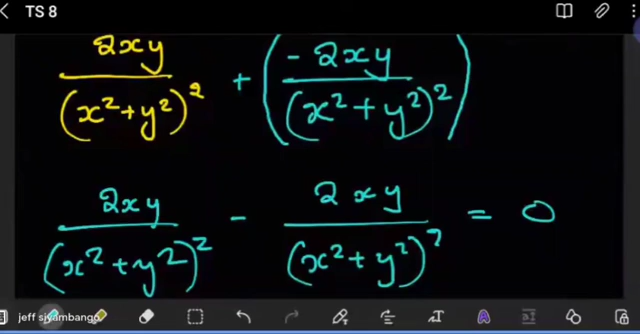 TS 8
2xy/(x²+y²)² + (-2xy/(x²+y²)²)
2xy/(x²+y²)² - 2xy/(x²+y²)² = 0
jeff siyambango